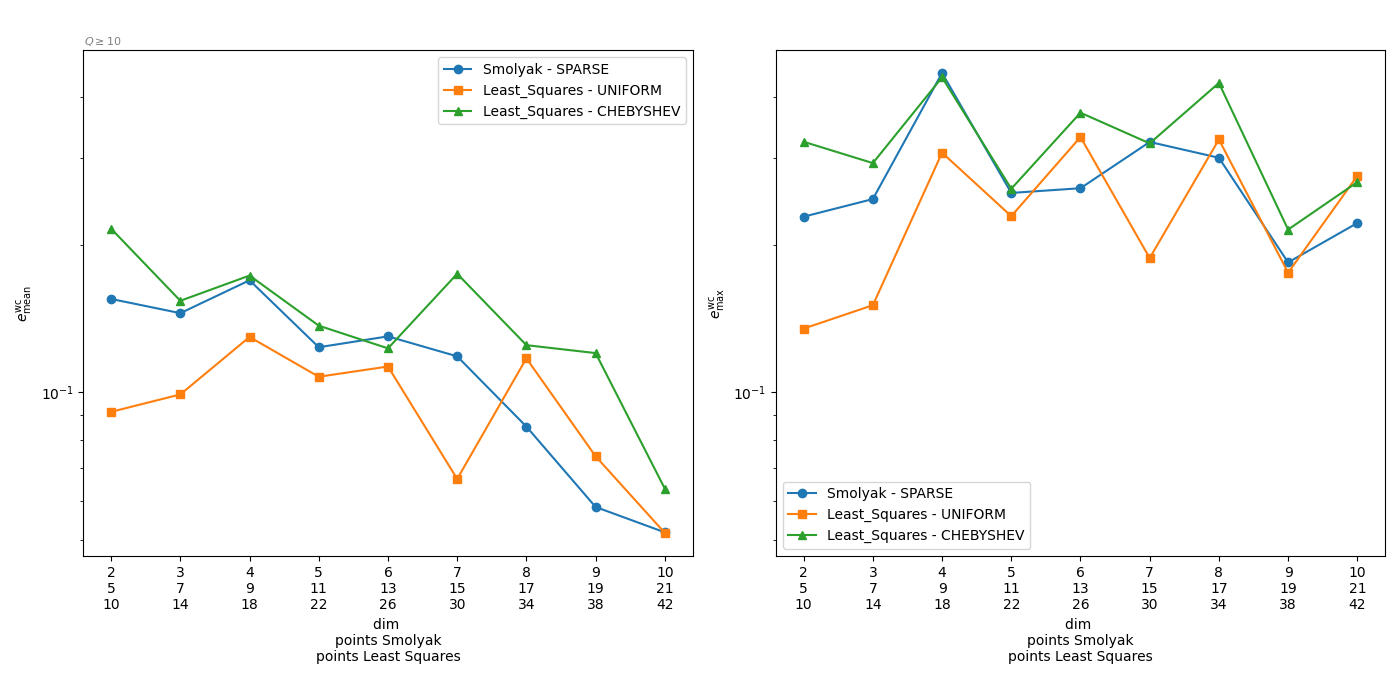 Q ≥ 10
Smolyak - SPARSE
Least_Squares - UNIFORM
Least_Squares - CHEBYSHEV
e^wc_mean
10^−1
2 3 4 5 6 7 8 9 10
5 7 9 11 13 15 17 19 21
10 14 18 22 26 30 34 38 42
dim
points Smolyak
points Least Squares
e^wc_max
10^−1
Smolyak - SPARSE
Least_Squares - UNIFORM
Least_Squares - CHEBYSHEV
2 3 4 5 6 7 8 9 10
5 7 9 11 13 15 17 19 21
10 14 18 22 26 30 34 38 42
dim
points Smolyak
points Least Squares